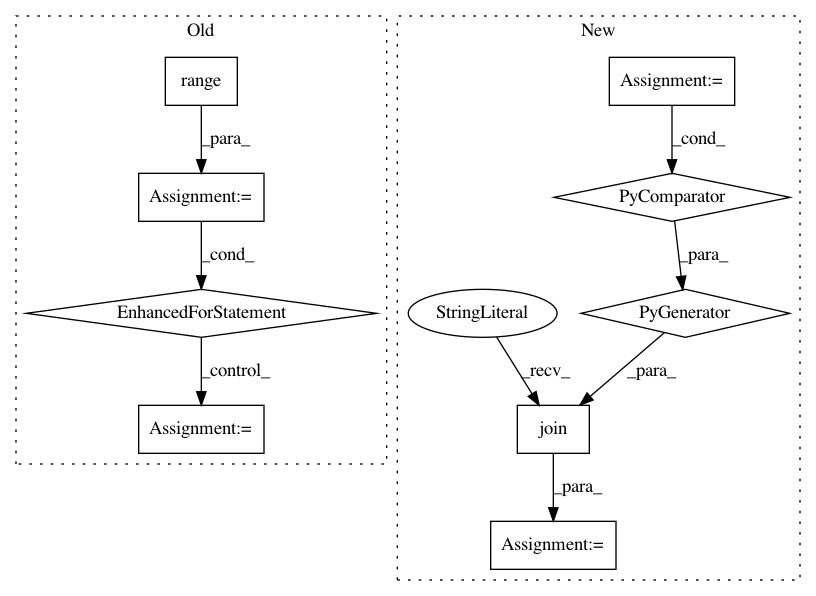 Old
New
range
Assignment:=
_para_
_cond_
Assignment:=
PyComparator
_cond_
_para_
EnhancedForStatement
StringLiteral
PyGenerator
_control_
_recv_
_para_
Assignment:=
join
_para_
Assignment:=